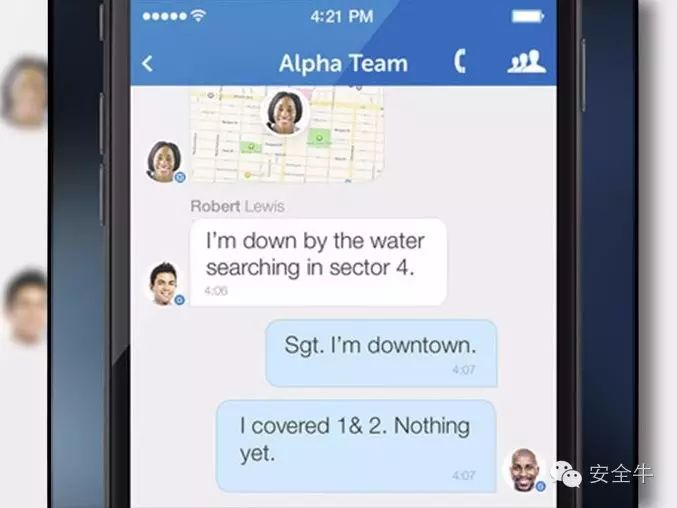 4:21 PM
Alpha Team
Robert Lewis
I'm down by the water
searching in sector 4.
4:06
Sgt. I'm downtown.
4:07
I covered 1& 2. Nothing
yet.
4:07
安全牛